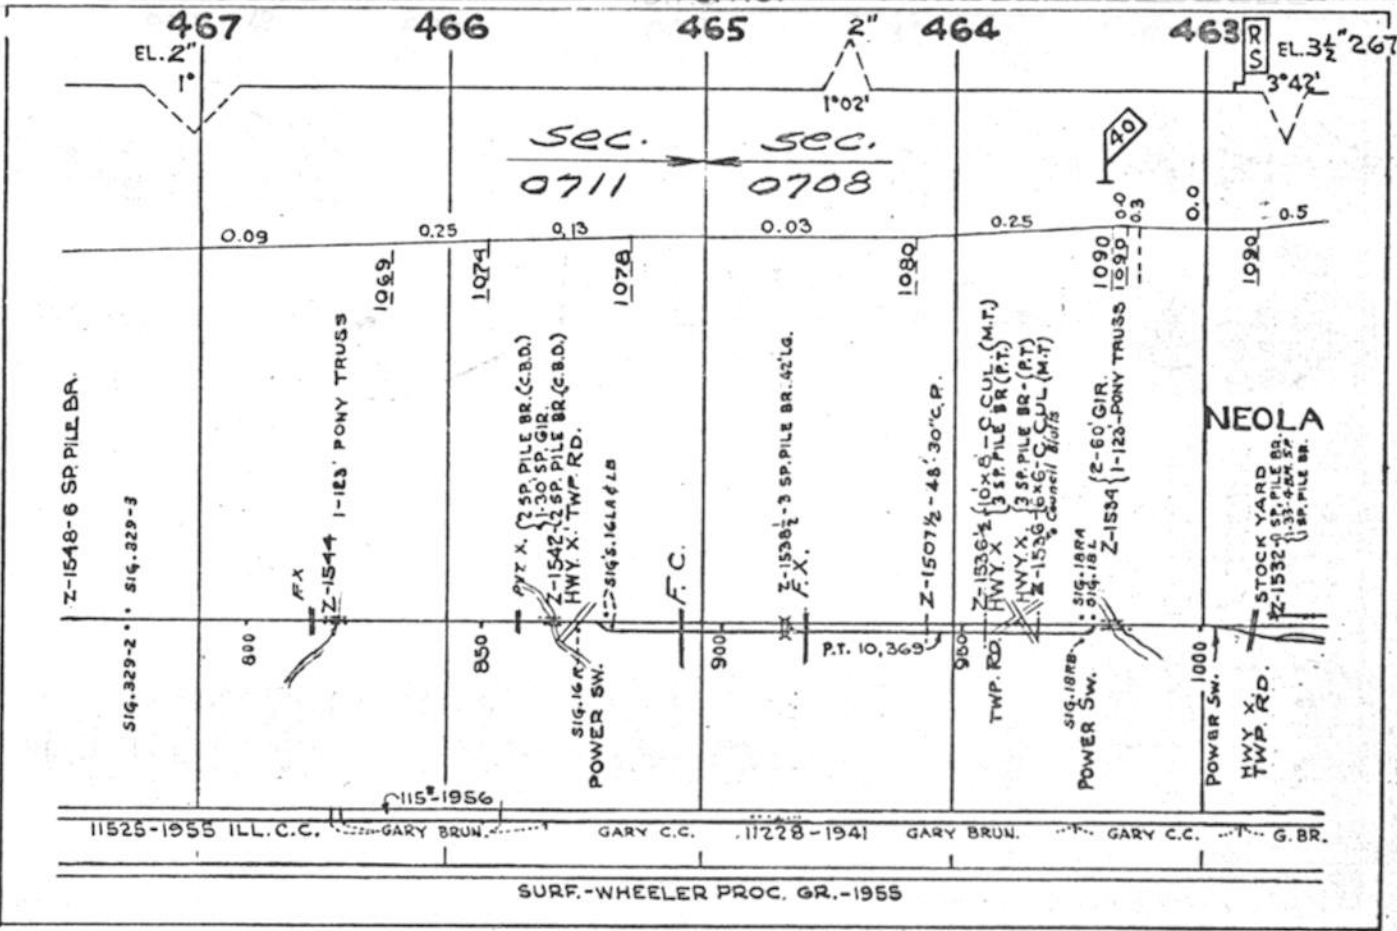 467 466 465 2" 464 463 R S EL. 3½" 267
EL. 2"
1°
1°02'
3°42'
40
Sec. Sec.
0711 0708
0.09 0.25 0.13 0.03 0.25 0.0 0.3 0.0 0.5
1069 1074 1078 1080 1090 1090 1090
NEOLA
Z-1548-6 SP. PILE BR.
SIG. 329-2 SIG. 329-3
F.X
Z-1544 1-123' PONY TRUSS
PVT X.
{2 SP. PILE BR. (C.B.D.)
1-30' SP. GIR.
Z-1542-{2 SP. PILE BR. (C.B.D.)
HWY. X. TWP. RD.
SIG'S. 16LA & LB
SIG. 16R
POWER SW.
F.C.
Z-1538½-3 SP. PILE BR. 42' LG.
F.X.
Z-1507½-48'-30" C.P.
Z-1536½ {10'x8'-C. CUL. (M.T.)
HWY. X {3 SP. PILE BR (P.T.)
TWP. RD.
HWY. X. {3 SP. PILE BR-(P.T)
Z-1536-6x6-C. CUL (M.T)
to Council Bluffs
SIG. 18RA
SIG. 18L
SIG. 18RB
POWER SW.
Z-1534 {2-60' GIR.
{1-123'-PONY TRUSS
STOCK YARD
Z-1532-
SP. PILE BR.
SP. PILE BR.
POWER SW.
HWY X.
TWP. RD.
800 850 900 950 1000
P.T. 10,369'
115#-1956
11525-1955 ILL. C.C. GARY BRUN. GARY C.C. 11228-1941 GARY BRUN. GARY C.C. G. BR.
SURF.-WHEELER PROC. GR.-1955